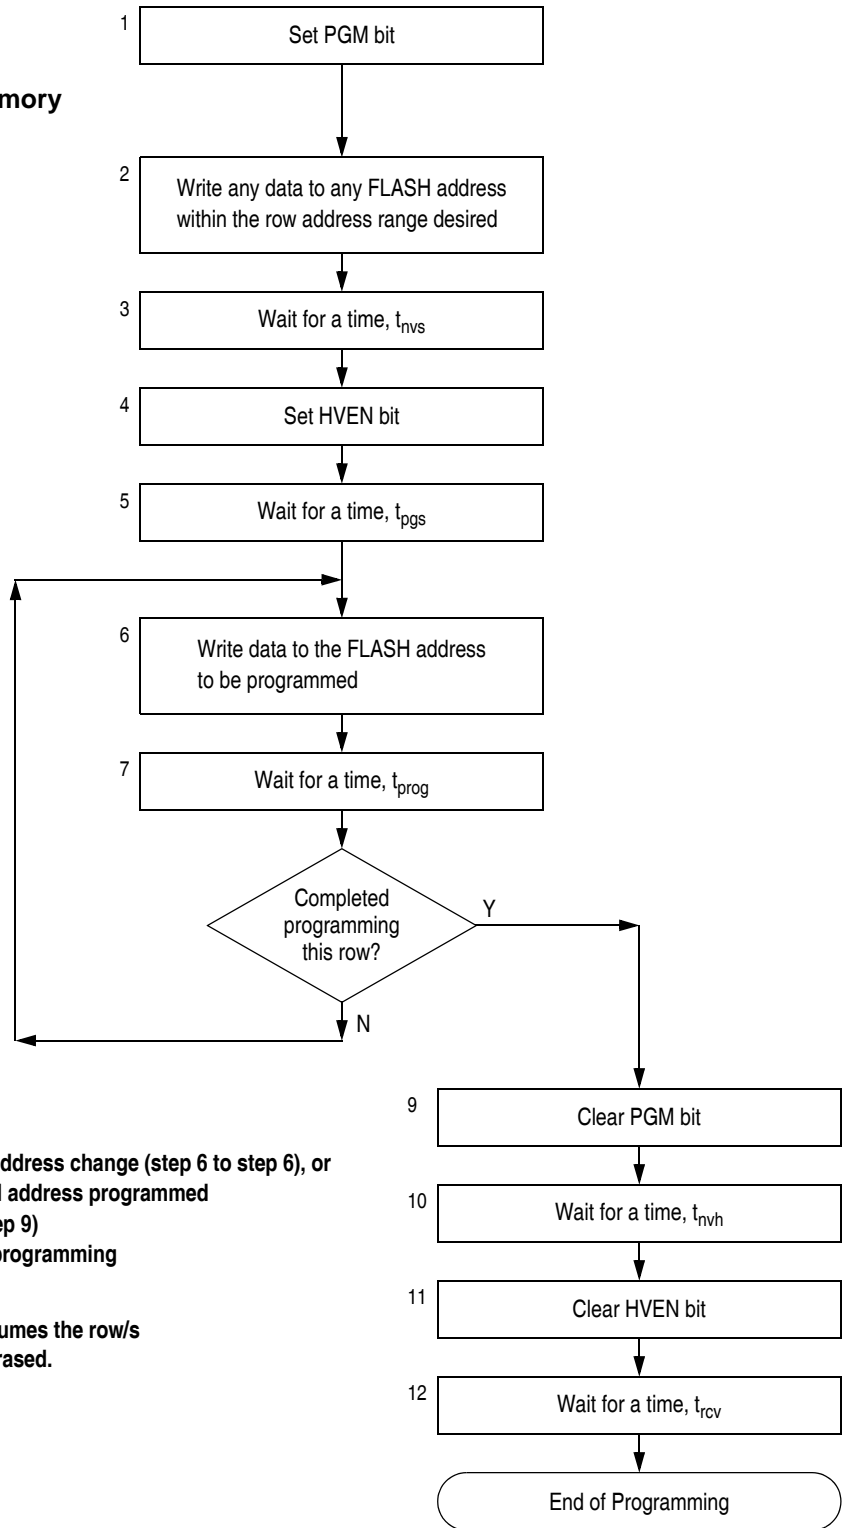 1
Set PGM bit
mory
2
Write any data to any FLASH address
within the row address range desired
3
Wait for a time, tnvs
4
Set HVEN bit
5
Wait for a time, tpgs
6
Write data to the FLASH address
to be programmed
7
Wait for a time, tprog
Completed
programming
this row?
Y
N
9
Clear PGM bit
ddress change (step 6 to step 6), or
address programmed
ep 9)
programming
10
Wait for a time, tnvh
11
Clear HVEN bit
umes the row/s
rased.
12
Wait for a time, trcv
End of Programming